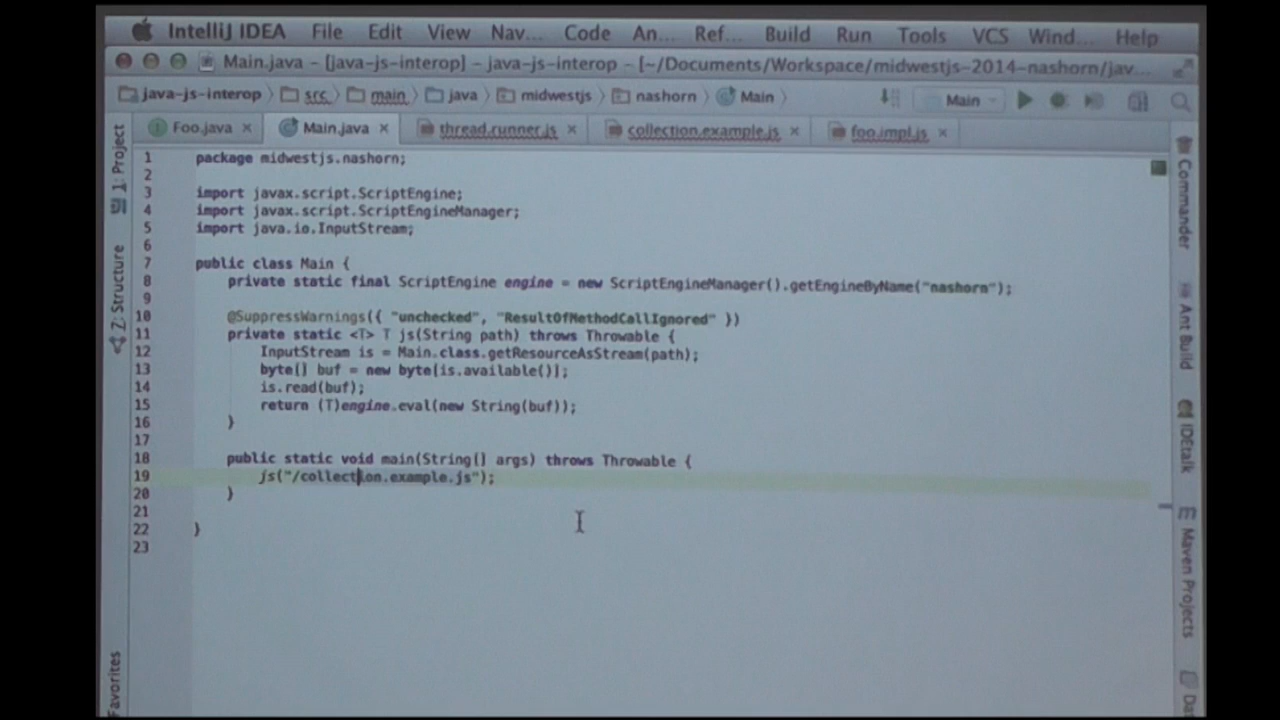 IntelliJ IDEA File Edit View Nav... Code An... Ref... Build Run Tools VCS Wind... Help
Main.java – [java-js-interop] – java-js-interop – [~/Documents/Workspace/midwestjs-2014-nashorn/jav...
java-js-interop src main java midwestjs nashorn Main Main
Foo.java Main.java thread.runner.js collection.example.js foo.impl.js
1: Project
Z: Structure
Favorites
1 package midwestjs.nashorn;
2
3 import javax.script.ScriptEngine;
4 import javax.script.ScriptEngineManager;
5 import java.io.InputStream;
6
7 public class Main {
8 private static final ScriptEngine engine = new ScriptEngineManager().getEngineByName("nashorn");
9
10 @SuppressWarnings({ "unchecked", "ResultOfMethodCallIgnored" })
11 private static <T> T js(String path) throws Throwable {
12 InputStream is = Main.class.getResourceAsStream(path);
13 byte[] buf = new byte[is.available()];
14 is.read(buf);
15 return (T)engine.eval(new String(buf));
16 }
17
18 public static void main(String[] args) throws Throwable {
19 js("/collection.example.js");
20 }
21
22 }
23
Commander
Ant Build
IDEtalk
Maven Projects